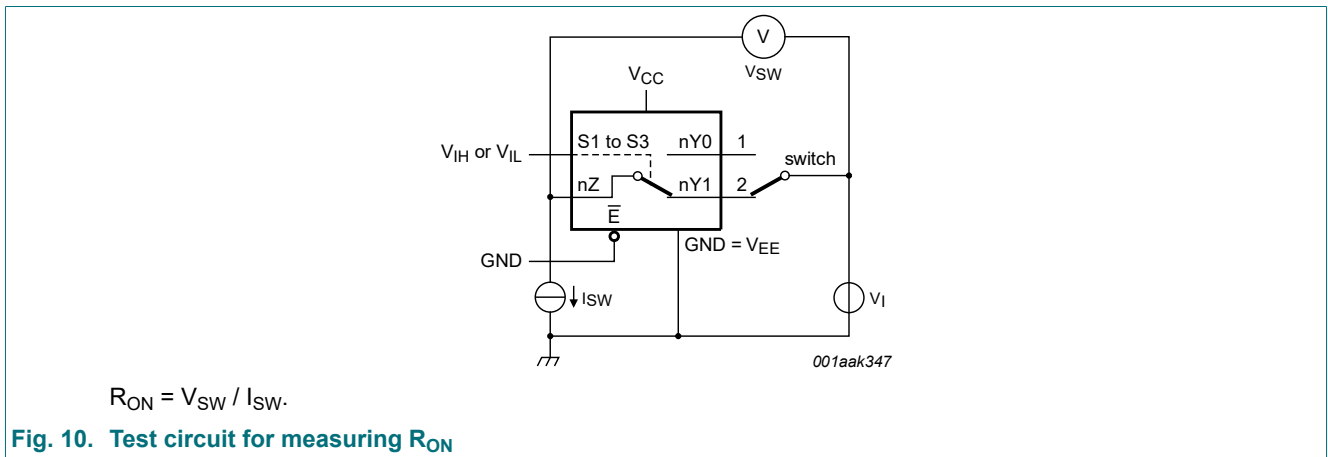 V
VSW
VCC
S1 to S3 nY0 1
VIH or VIL
switch
nZ nY1 2
E̅
GND = VEE
GND
ISW
VI
001aak347
RON = VSW / ISW.
Fig. 10. Test circuit for measuring RON